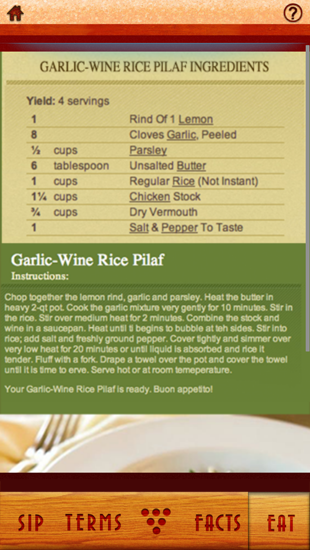 ?
GARLIC-WINE RICE PILAF INGREDIENTS
Yield: 4 servings
1 Rind Of 1 Lemon
8 Cloves Garlic, Peeled
½ cups Parsley
6 tablespoon Unsalted Butter
1 cups Regular Rice (Not Instant)
1¼ cups Chicken Stock
¾ cups Dry Vermouth
1 Salt & Pepper To Taste
Garlic-Wine Rice Pilaf
Instructions:
Chop together the lemon rind, garlic and parsley. Heat the butter in
heavy 2-qt pot. Cook the garlic mixture very gently for 10 minutes. Stir in
the rice. Stir over medium heat for 2 minutes. Combine the stock and
wine in a saucepan. Heat until ti begins to bubble at teh sides. Stir into
rice; add salt and freshly ground pepper. Cover tightly and simmer over
very low heat for 20 minutes or until liquid is absorbed and rice it
tender. Fluff with a fork. Drape a towel over the pot and cover the towel
until it is time to erve. Serve hot or at room temeperature.
Your Garlic-Wine Rice Pilaf is ready. Buon appetito!
SIP TERMS FACTS EAT